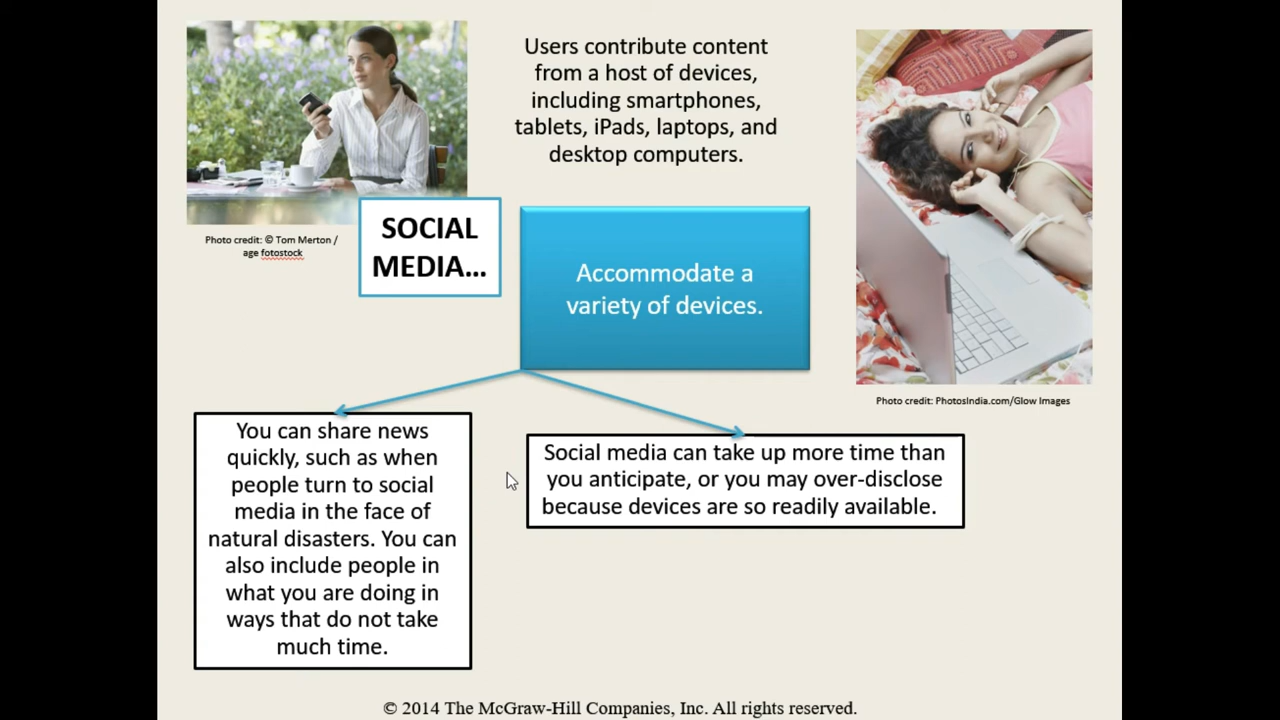 Users contribute content
from a host of devices,
including smartphones,
tablets, iPads, laptops, and
desktop computers.
Photo credit: © Tom Merton /
age fotostock
SOCIAL
MEDIA...
Accommodate a
variety of devices.
Photo credit: PhotosIndia.com/Glow Images
You can share news
quickly, such as when
people turn to social
media in the face of
natural disasters. You can
also include people in
what you are doing in
ways that do not take
much time.
Social media can take up more time than
you anticipate, or you may over-disclose
because devices are so readily available.
© 2014 The McGraw-Hill Companies, Inc. All rights reserved.